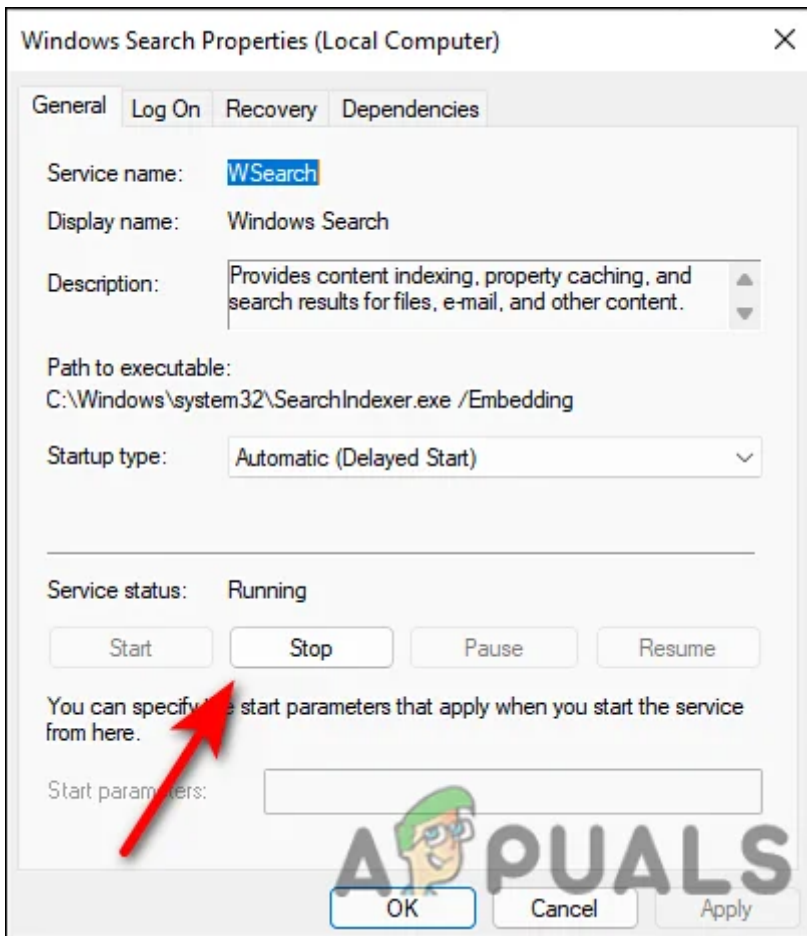 Windows Search Properties (Local Computer)
General Log On Recovery Dependencies
Service name: WSearch
Display name: Windows Search
Description: Provides content indexing, property caching, and
search results for files, e-mail, and other content.
Path to executable:
C:\Windows\system32\SearchIndexer.exe /Embedding
Startup type: Automatic (Delayed Start)
Service status: Running
Start Stop Pause Resume
You can specify the start parameters that apply when you start the service
from here.
Start parameters:
APPUALS
OK Cancel Apply